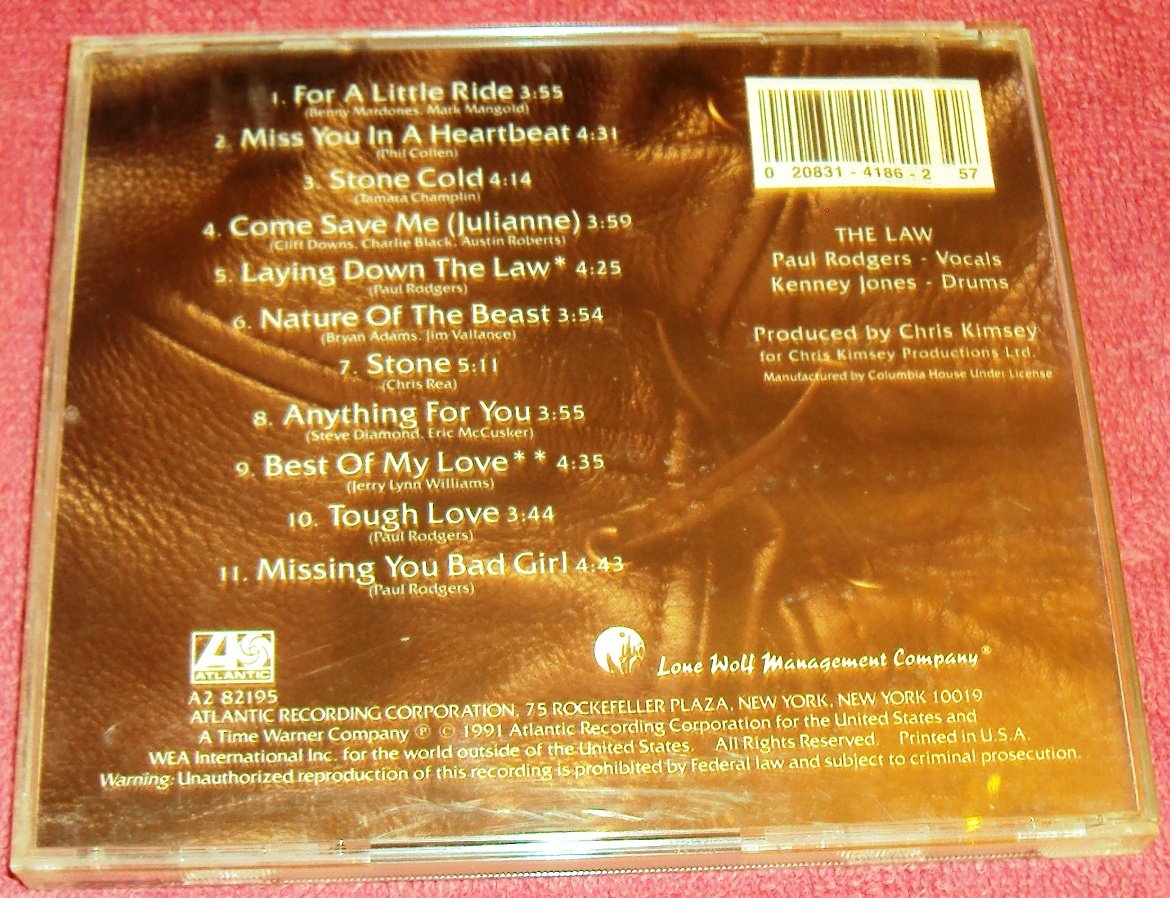 1. For A Little Ride 3:55
(Benny Mardones, Mark Mangold)
2. Miss You In A Heartbeat 4:31
(Phil Collen)
3. Stone Cold 4:14
(Tamara Champlin)
4. Come Save Me (Julianne) 3:59
(Cliff Downs, Charlie Black, Austin Roberts)
5. Laying Down The Law* 4:25
(Paul Rodgers)
6. Nature Of The Beast 3:54
(Bryan Adams, Jim Vallance)
7. Stone 5:11
(Chris Rea)
8. Anything For You 3:55
(Steve Diamond, Eric McCusker)
9. Best Of My Love** 4:35
(Jerry Lynn Williams)
10. Tough Love 3:44
(Paul Rodgers)
11. Missing You Bad Girl 4:43
(Paul Rodgers)
0 20831 - 4186 - 2 57
THE LAW
Paul Rodgers - Vocals
Kenney Jones - Drums
Produced by Chris Kimsey
for Chris Kimsey Productions Ltd.
Manufactured by Columbia House Under License
ATLANTIC
A2 82195
Lone Wolf Management Company®
ATLANTIC RECORDING CORPORATION, 75 ROCKEFELLER PLAZA, NEW YORK, NEW YORK 10019
A Time Warner Company ℗ © 1991 Atlantic Recording Corporation for the United States and
WEA International Inc. for the world outside of the United States. All Rights Reserved. Printed in U.S.A.
Warning: Unauthorized reproduction of this recording is prohibited by Federal law and subject to criminal prosecution.